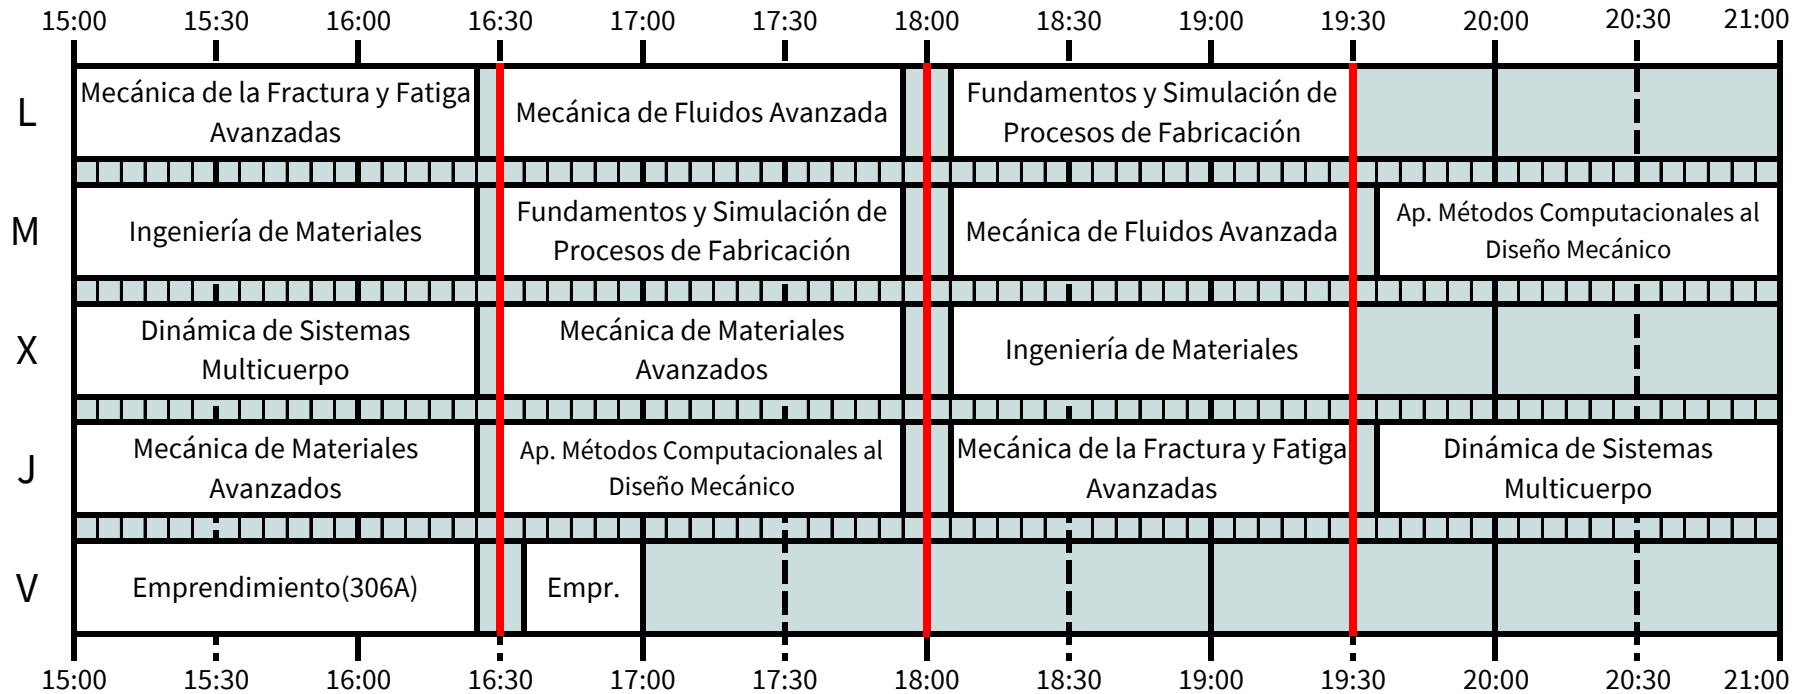 15:00 15:30 16:00 16:30 17:00 17:30 18:00 18:30 19:00 19:30 20:00 20:30 21:00
L
Mecánica de la Fractura y Fatiga
Avanzadas
Mecánica de Fluidos Avanzada
Fundamentos y Simulación de
Procesos de Fabricación
M
Ingeniería de Materiales
Fundamentos y Simulación de
Procesos de Fabricación
Mecánica de Fluidos Avanzada
Ap. Métodos Computacionales al
Diseño Mecánico
X
Dinámica de Sistemas
Multicuerpo
Mecánica de Materiales
Avanzados
Ingeniería de Materiales
J
Mecánica de Materiales
Avanzados
Ap. Métodos Computacionales al
Diseño Mecánico
Mecánica de la Fractura y Fatiga
Avanzadas
Dinámica de Sistemas
Multicuerpo
V
Emprendimiento(306A)
Empr.
15:00 15:30 16:00 16:30 17:00 17:30 18:00 18:30 19:00 19:30 20:00 20:30 21:00